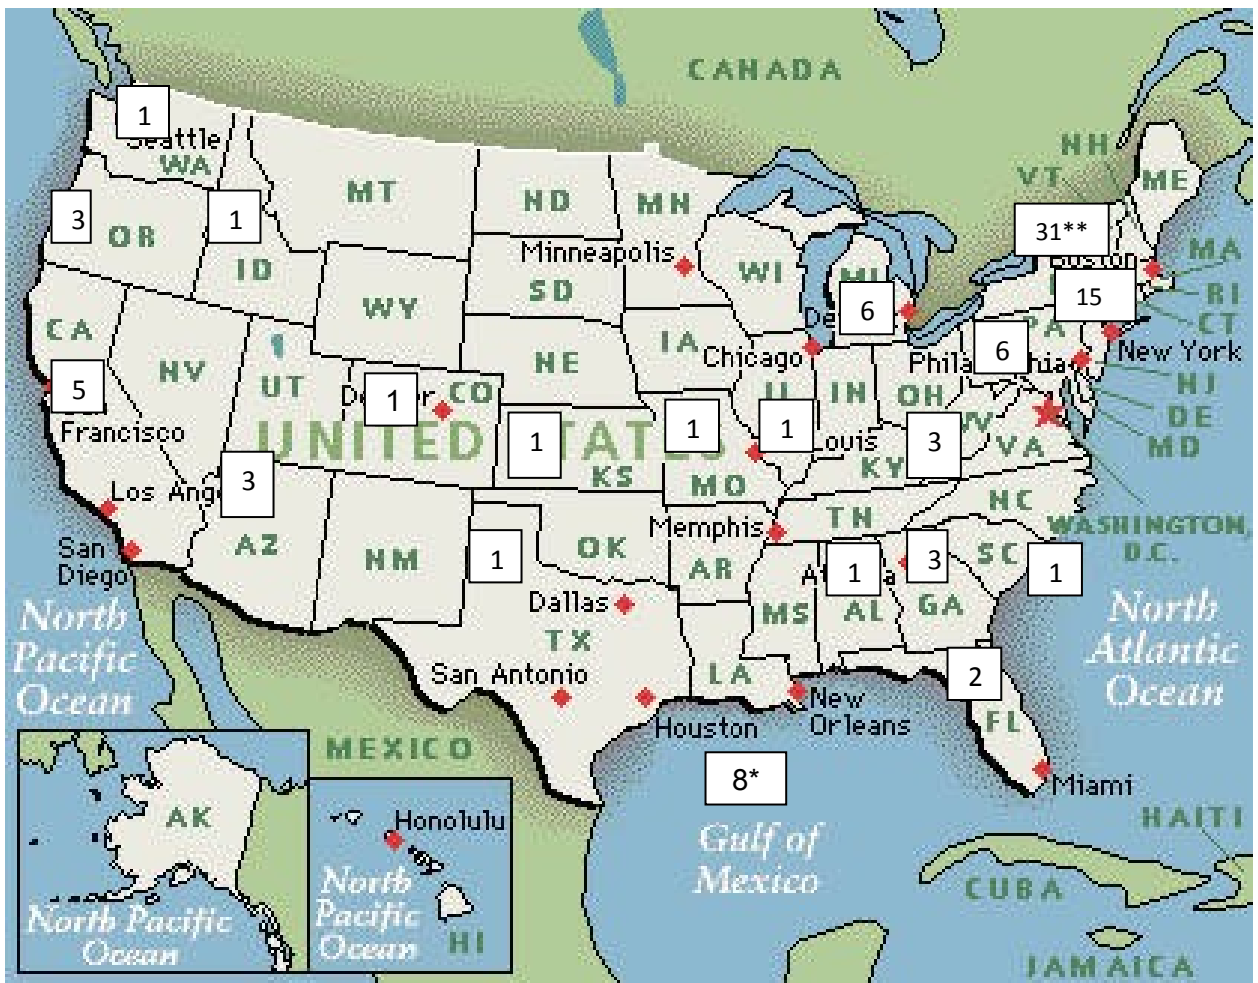 CANADA
1
Seattle
WA
NH
VT
ME
MT
ND
MN
3
OR
1
31**
Minneapolis
Boston
MA
ID
SD
WI
MI
WY
6
15
RI
CT
CA
IA
Chicago
6
PA
New York
NV
NE
UT
5
1
CO
IL
IN
OH
NJ
DE
MD
Francisco
UNITED STATES
1
1
1
Louis
3
VA
KY
KS
MO
Los
3
NC
Memphis
TN
WASHINGTON,
D.C.
AZ
NM
OK
San
Diego
1
AR
1
3
SC
1
Dallas
MS
AL
GA
North
Pacific
Ocean
TX
North
Atlantic
Ocean
San Antonio
LA
2
New
Orleans
FL
Houston
MEXICO
8*
Miami
AK
Honolulu
HAITI
Gulf of
Mexico
CUBA
North
Pacific
Ocean
North Pacific
Ocean
HI
JAMAICA